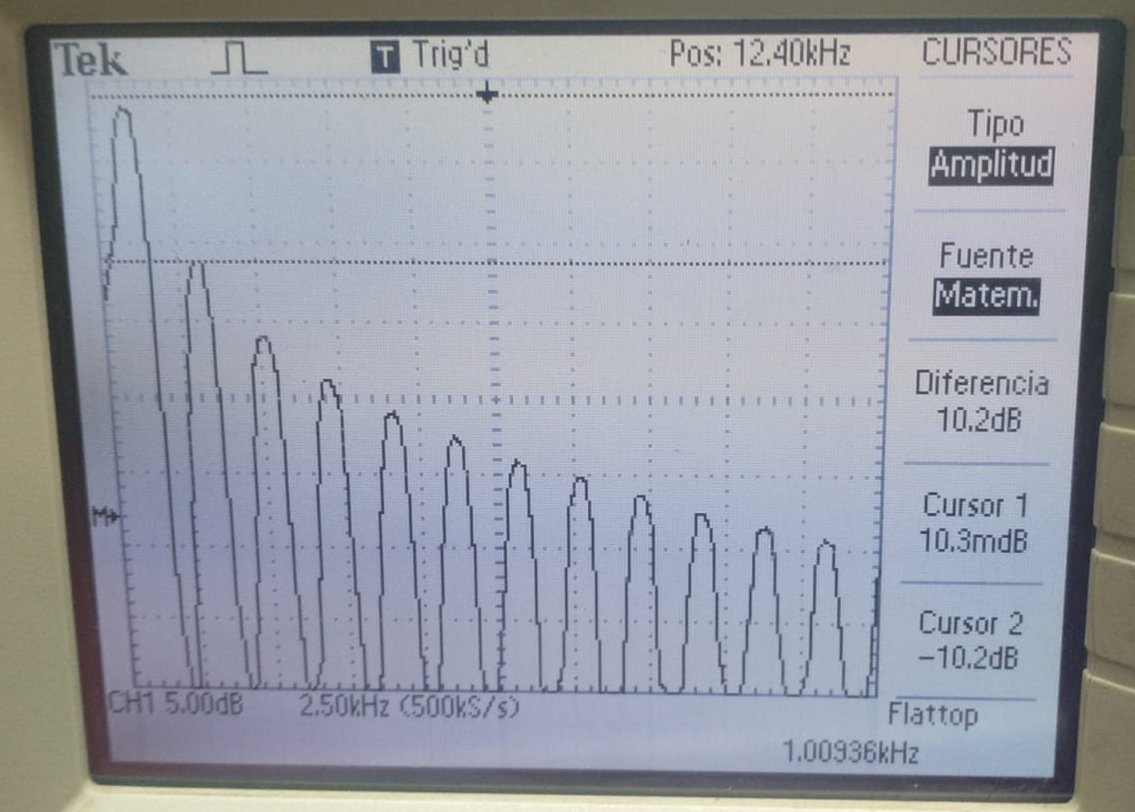 Tek T Trig'd Pos: 12.40kHz CURSORES
Tipo
Amplitud
Fuente
Matem.
Diferencia
10.2dB
Cursor 1
10.3mdB
Cursor 2
-10.2dB
M
CH1 5.00dB 2.50kHz (500kS/s) Flattop
1.00936kHz